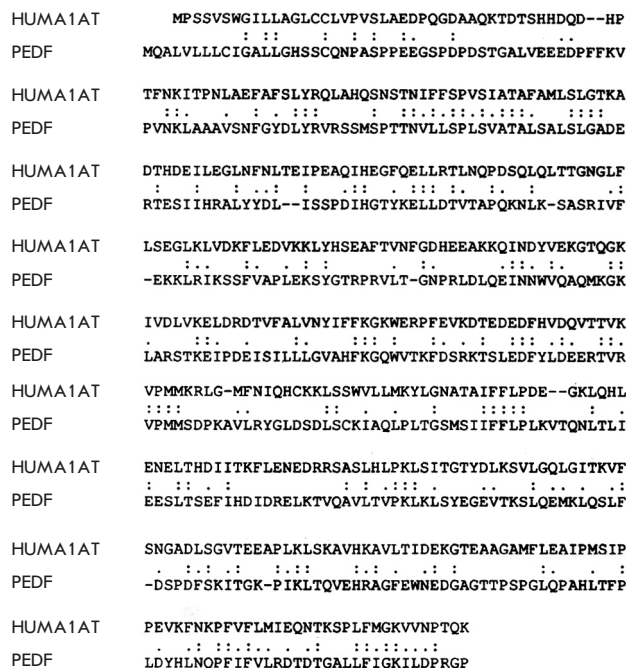 HUMA1AT MPSSVSWGILLAGLCCLVPVSLAEDPQGDAAQKTDTSHHDQD--HP
PEDF MQALVLLLCIGALLGHSSCQNPASPPEEGSPDPDSTGALVEEEDPFFKV
HUMA1AT TFNKITPNLAEFAFSLYRQLAHQSNSTNIFFSPVSIATAFAMLSLGTKA
PEDF PVNKLAAAVSNFGYDLYRVRSSMSPTTNVLLSPLSVATALSALSLGADE
HUMA1AT DTHDEILEGLNFNLTEIPEAQIHEGFQELLRTLNQPDSQLQLTTGNGLF
PEDF RTESIIHRALYYDL--ISSPDIHGTYKELLDTVTAPQKNLK-SASRIVF
HUMA1AT LSEGLKLVDKFLEDVKKLYHSEAFTVNFGDHEEAKKQINDYVEKGTQGK
PEDF -EKKLRIKSSFVAPLEKSYGTRPRVLT-GNPRLDLQEINNWVQAQMKGK
HUMA1AT IVDLVKELDRDTVFALVNYIFFKGKWERPFEVKDTEDEDFHVDQVTTVK
PEDF LARSTKEIPDEISILLLGVAHFKGQWVTKFDSRKTSLEDFYLDEERTVR
HUMA1AT VPMMKRLG-MFNIQHCKKLSSWVLLMKYLGNATAIFFLPDE--GKLQHL
PEDF VPMMSDPKAVLRYGLDSDLSCKIAQLPLTGSMSIIFFLPLKVTQNLTLI
HUMA1AT ENELTHDIITKFLENEDRRSASLHLPKLSITGTYDLKSVLGQLGITKVF
PEDF EESLTSEFIHDIDRELKTVQAVLTVPKLKLSYEGEVTKSLQEMKLQSLF
HUMA1AT SNGADLSGVTEEAPLKLSKAVHKAVLTIDEKGTEAAGAMFLEAIPMSIP
PEDF -DSPDFSKITGK-PIKLTQVEHRAGFEWNEDGAGTTPSPGLQPAHLTFP
HUMA1AT PEVKFNKPFVFLMIEQNTKSPLFMGKVVNPTQK
PEDF LDYHLNQPFIFVLRDTDTGALLFIGKILDPRGP